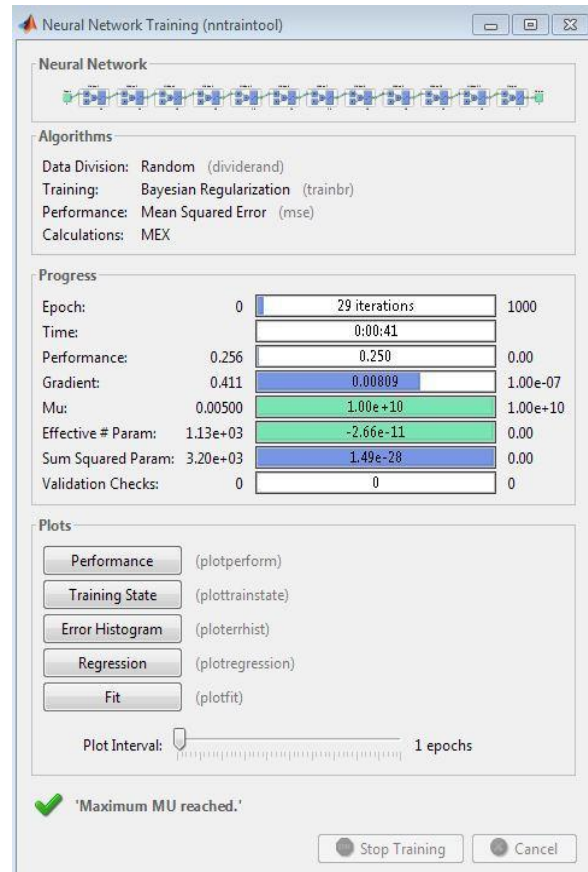 Neural Network Training (nntraintool)
Neural Network
Algorithms
Data Division: Random (dividerand)
Training: Bayesian Regularization (trainbr)
Performance: Mean Squared Error (mse)
Calculations: MEX
Progress
Epoch: 0 29 iterations 1000
Time: 0:00:41
Performance: 0.256 0.250 0.00
Gradient: 0.411 0.00809 1.00e-07
Mu: 0.00500 1.00e+10 1.00e+10
Effective # Param: 1.13e+03 -2.66e-11 0.00
Sum Squared Param: 3.20e+03 1.49e-28 0.00
Validation Checks: 0 0 0
Plots
Performance (plotperform)
Training State (plottrainstate)
Error Histogram (ploterrhist)
Regression (plotregression)
Fit (plotfit)
Plot Interval: 1 epochs
'Maximum MU reached.'
Stop Training Cancel